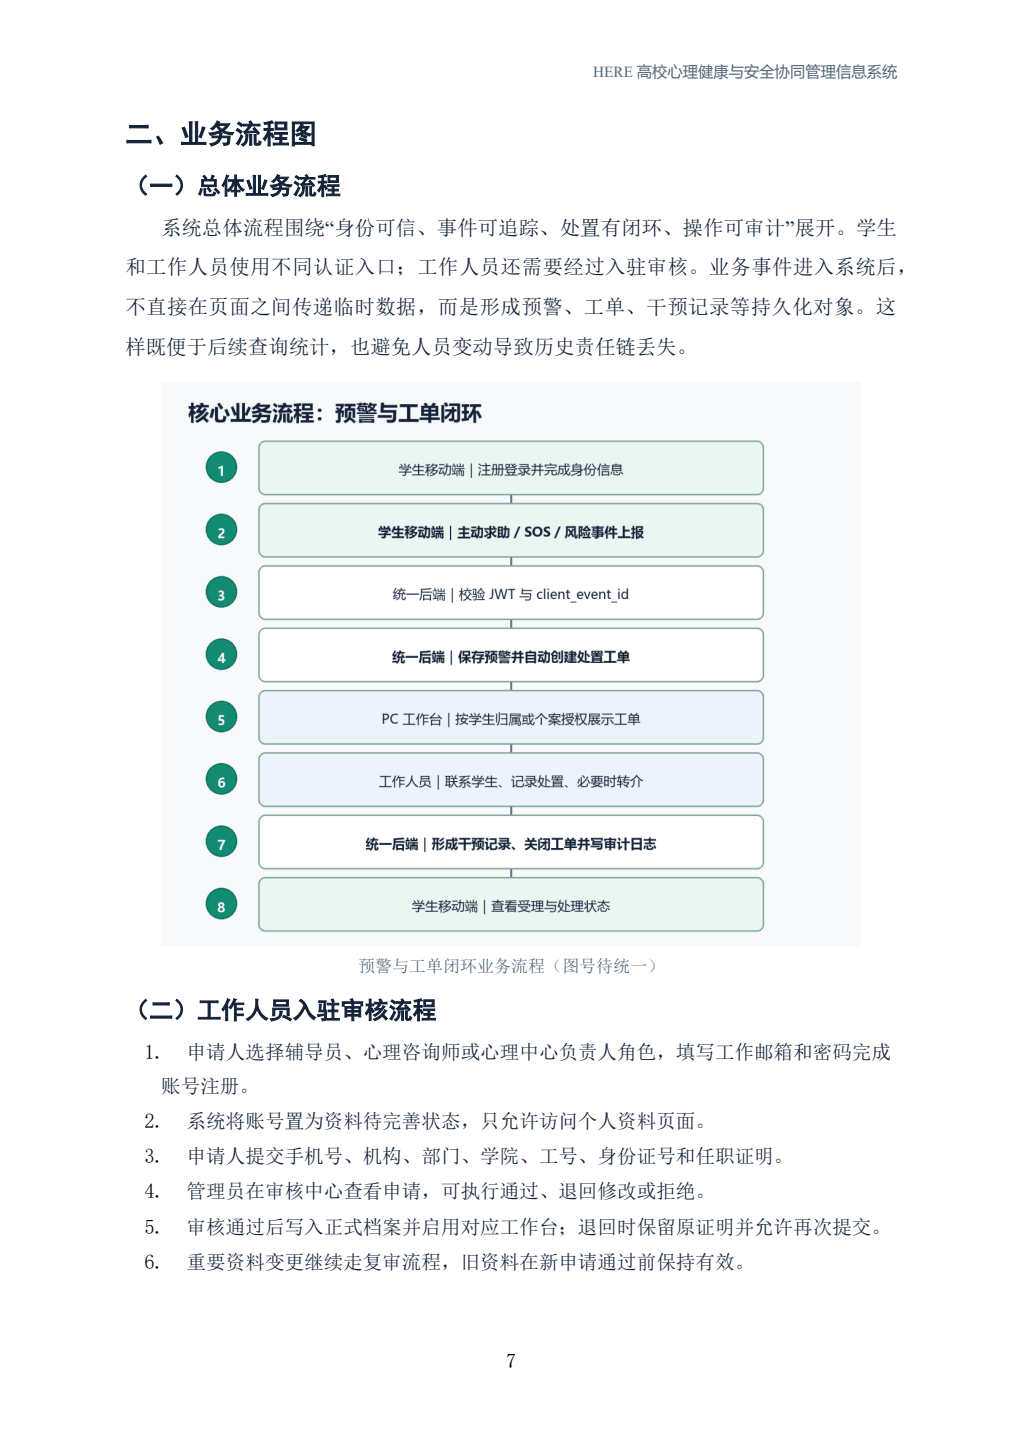 HERE 高校心理健康与安全协同管理信息系统
二、业务流程图
（一）总体业务流程
系统总体流程围绕“身份可信、事件可追踪、处置有闭环、操作可审计”展开。学生
和工作人员使用不同认证入口；工作人员还需要经过入驻审核。业务事件进入系统后，
不直接在页面之间传递临时数据，而是形成预警、工单、干预记录等持久化对象。这
样既便于后续查询统计，也避免人员变动导致历史责任链丢失。
核心业务流程：预警与工单闭环
1 学生移动端｜注册登录并完成身份信息
2 学生移动端｜主动求助 / SOS / 风险事件上报
3 统一后端｜校验 JWT 与 client_event_id
4 统一后端｜保存预警并自动创建处置工单
5 PC 工作台｜按学生归属或个案授权展示工单
6 工作人员｜联系学生、记录处置、必要时转介
7 统一后端｜形成干预记录、关闭工单并写审计日志
8 学生移动端｜查看受理与处理状态
预警与工单闭环业务流程（图号待统一）
（二）工作人员入驻审核流程
1. 申请人选择辅导员、心理咨询师或心理中心负责人角色，填写工作邮箱和密码完成
账号注册。
2. 系统将账号置为资料待完善状态，只允许访问个人资料页面。
3. 申请人提交手机号、机构、部门、学院、工号、身份证号和任职证明。
4. 管理员在审核中心查看申请，可执行通过、退回修改或拒绝。
5. 审核通过后写入正式档案并启用对应工作台；退回时保留原证明并允许再次提交。
6. 重要资料变更继续走复审流程，旧资料在新申请通过前保持有效。
7